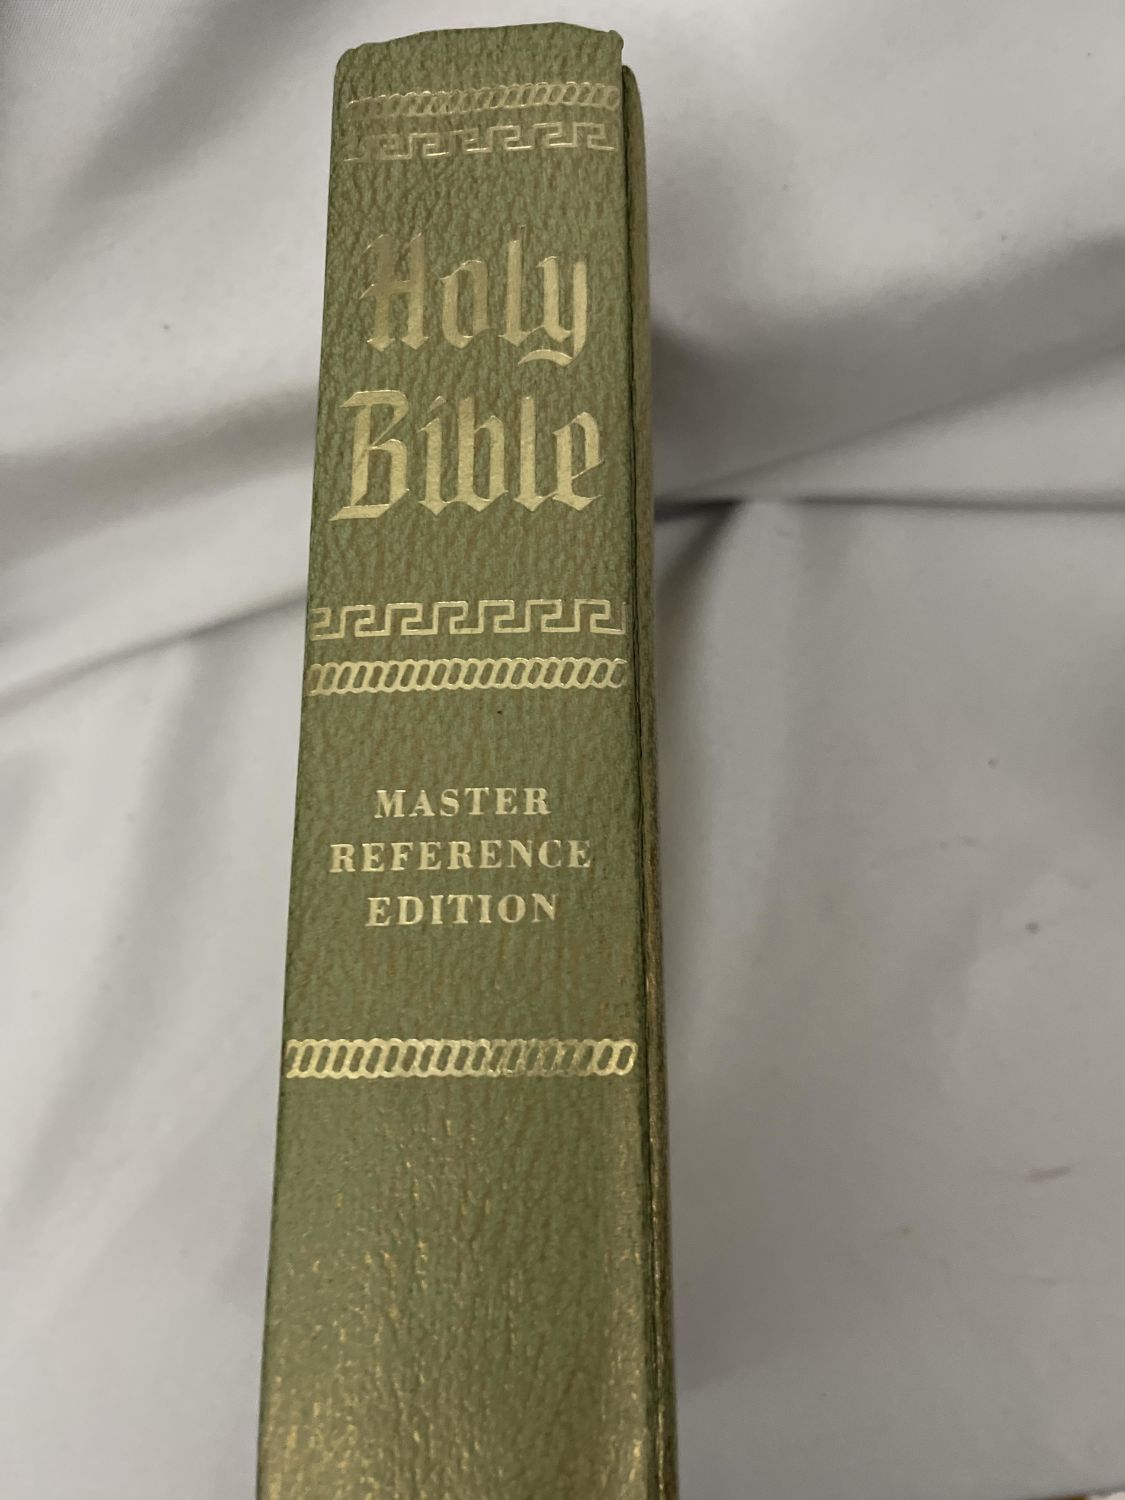 Holy
Bible
MASTER
REFERENCE
EDITION